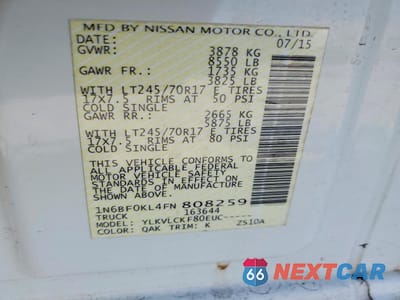 MFD BY NISSAN MOTOR CO., LTD.
DATE: 07/15
GVWR: 3878 KG
8550 LB
GAWR FR.: 1735 KG
3825 LB
WITH LT245/70R17 E TIRES
17X7.5 RIMS AT 50 PSI
COLD SINGLE
GAWR RR.: 2665 KG
5875 LB
WITH LT245/70R17 E TIRES
17X7.5 RIMS AT 80 PSI
COLD SINGLE
THIS VEHICLE CONFORMS TO
ALL APPLICABLE FEDERAL
MOTOR VEHICLE SAFETY
STANDARDS IN EFFECT ON
THE DATE OF MANUFACTURE
1N6BF0KL4FN 808259
TRUCK 163644
MODEL: YLKVLCKF80EUC-----
COLOR: QAK TRIM: K ZS10A
66 NEXTCAR